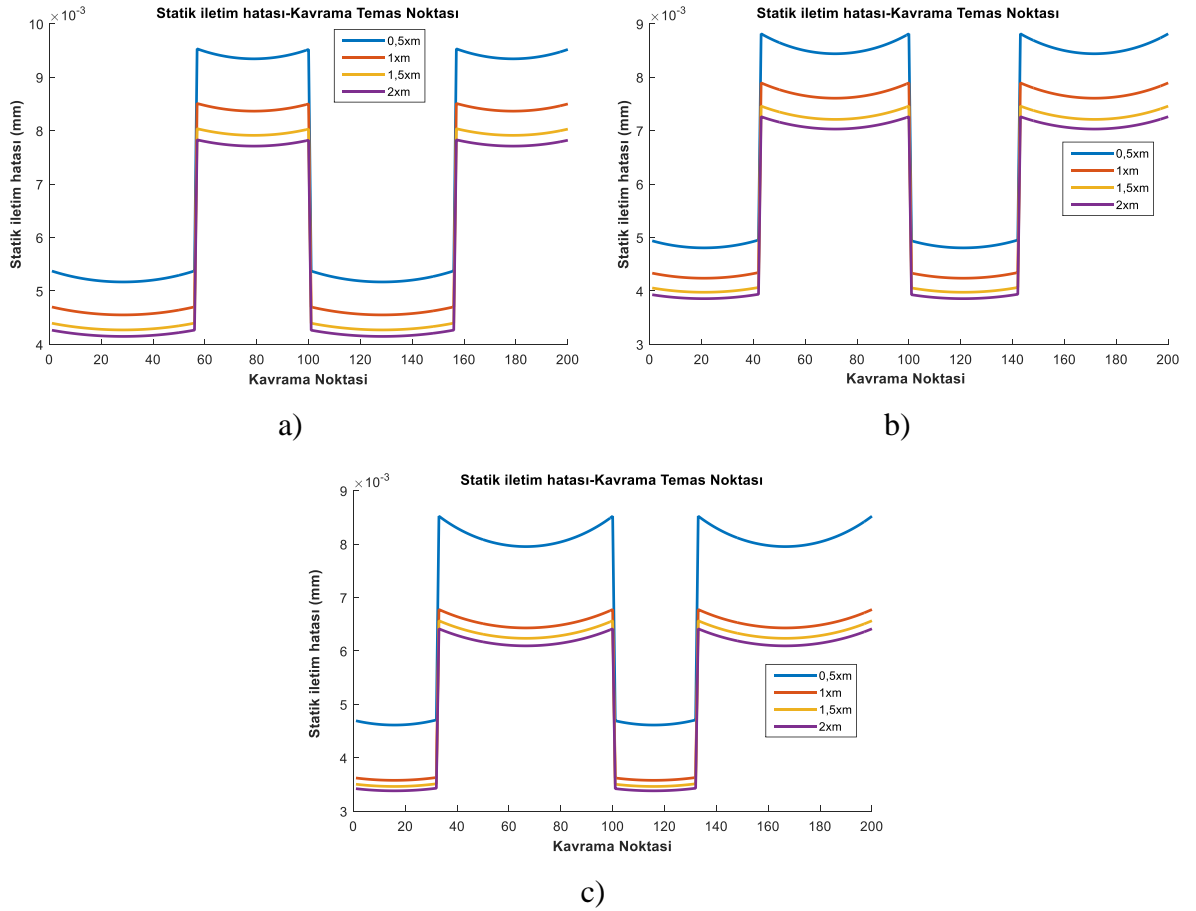 Statik iletim hatası-Kavrama Temas Noktası
×10⁻³
10
9
8
7
6
5
4
0 20 40 60 80 100 120 140 160 180 200
Statik iletim hatası (mm)
Kavrama Noktasi
0,5xm
1xm
1,5xm
2xm
a)
Statik iletim hatası-Kavrama Temas Noktası
×10⁻³
9
8
7
6
5
4
3
0 20 40 60 80 100 120 140 160 180 200
Statik iletim hatası (mm)
Kavrama Noktasi
0,5xm
1xm
1,5xm
2xm
b)
Statik iletim hatası-Kavrama Temas Noktası
×10⁻³
9
8
7
6
5
4
3
0 20 40 60 80 100 120 140 160 180 200
Statik iletim hatası (mm)
Kavrama Noktasi
0,5xm
1xm
1,5xm
2xm
c)